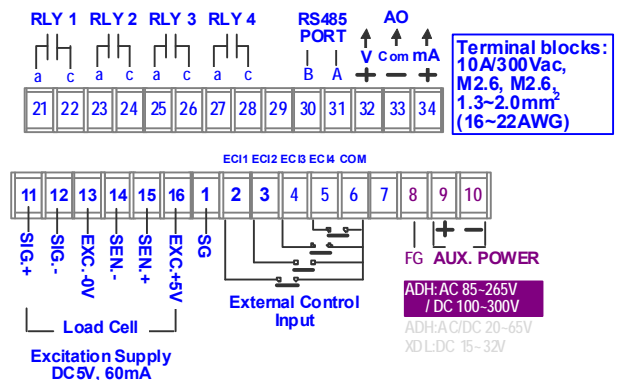 RLY 1 RLY 2 RLY 3 RLY 4 RS485 PORT AO
V Com mA
a c a c a c a c B A + − +
21 22 23 24 25 26 27 28 29 30 31 32 33 34
Terminal blocks:
10A/300Vac,
M2.6, M2.6,
1.3~2.0mm²
(16~22AWG)
ECI1 ECI2 ECI3 ECI4 COM
11 12 13 14 15 16 1 2 3 4 5 6 7 8 9 10
SIG.+ SIG.- EXC.-0V SEN.- SEN.+ EXC.+5V SG
+ −
FG AUX. POWER
ADH: AC 85~265V
/ DC 100~300V
ADH:AC/DC 20~65V
XDL:DC 15~32V
External Control
Input
Load Cell
Excitation Supply
DC5V, 60mA